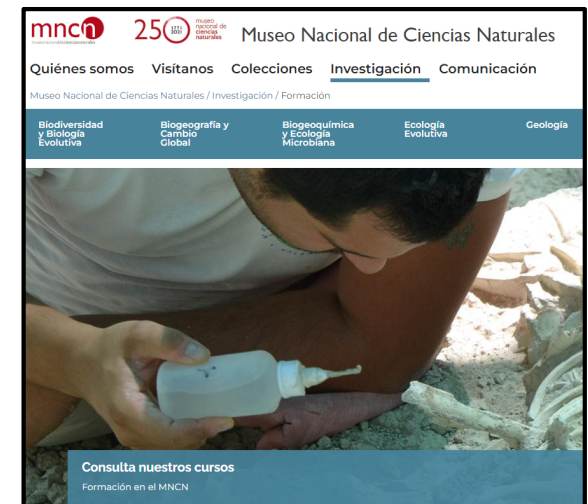 mncn
250 1771 2021 museo nacional de ciencias naturales
Museo Nacional de Ciencias Naturales
Quiénes somos Visítanos Colecciones Investigación Comunicación
Museo Nacional de Ciencias Naturales / Investigación / Formación
Biodiversidad y Biología Evolutiva
Biogeografía y Cambio Global
Biogeoquímica y Ecología Microbiana
Ecología Evolutiva
Geología
Consulta nuestros cursos
Formación en el MNCN